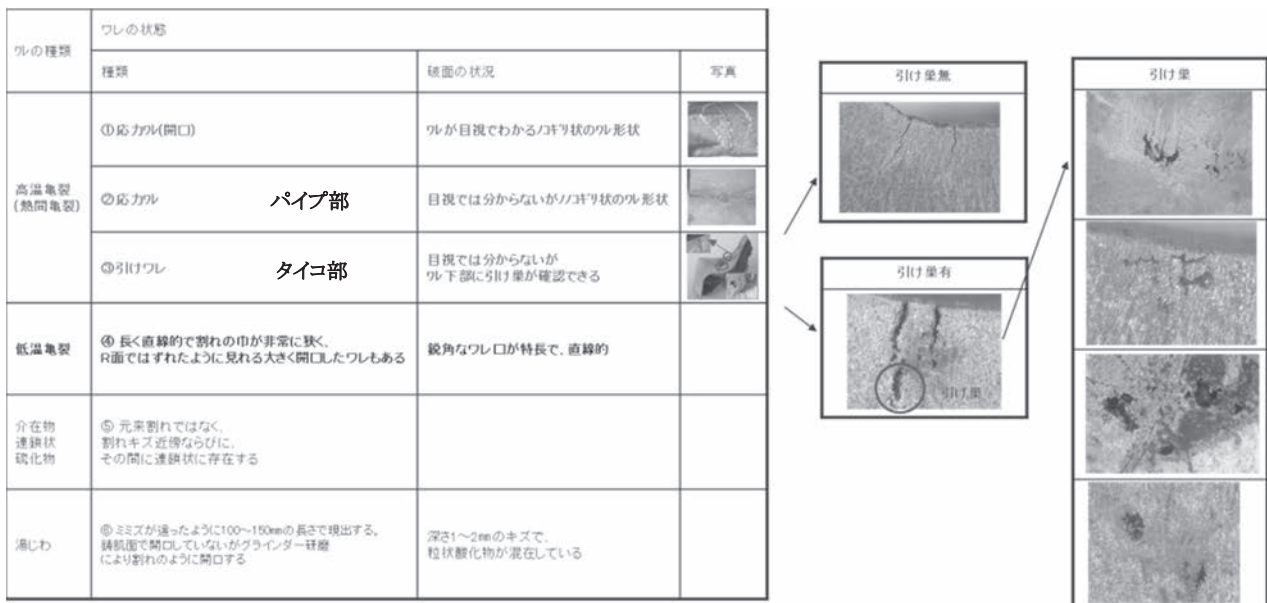 ワレの種類
ワレの状態
種類
破面の状況
写真
高温亀裂
(熱間亀裂)
①応力ワレ(開口)
ワレが目視でわかるノコギリ状のワレ形状
②応力ワレ
パイプ部
目視では分からないがノコギリ状のワレ形状
③引けワレ
タイコ部
目視では分からないが
ワレ下部に引け巣が確認できる
低温亀裂
④ 長く直線的で割れの巾が非常に狭く、
R面ではずれたように見れる大きく開口したワレもある
鋭角なワレ口が特長で、直線的
介在物
連鎖状
硫化物
⑤ 元来割れではなく、
割れキズ近傍ならびに、
その間に連鎖状に存在する
湯じわ
⑥ミミズが這ったように100～150mmの長さで現出する。
鋳肌面で開口していないがグラインダー研磨
により割れのように開口する
深さ1～2mmのキズで、
粒状酸化物が混在している
引け巣無
引け巣有
引け巣
引け巣